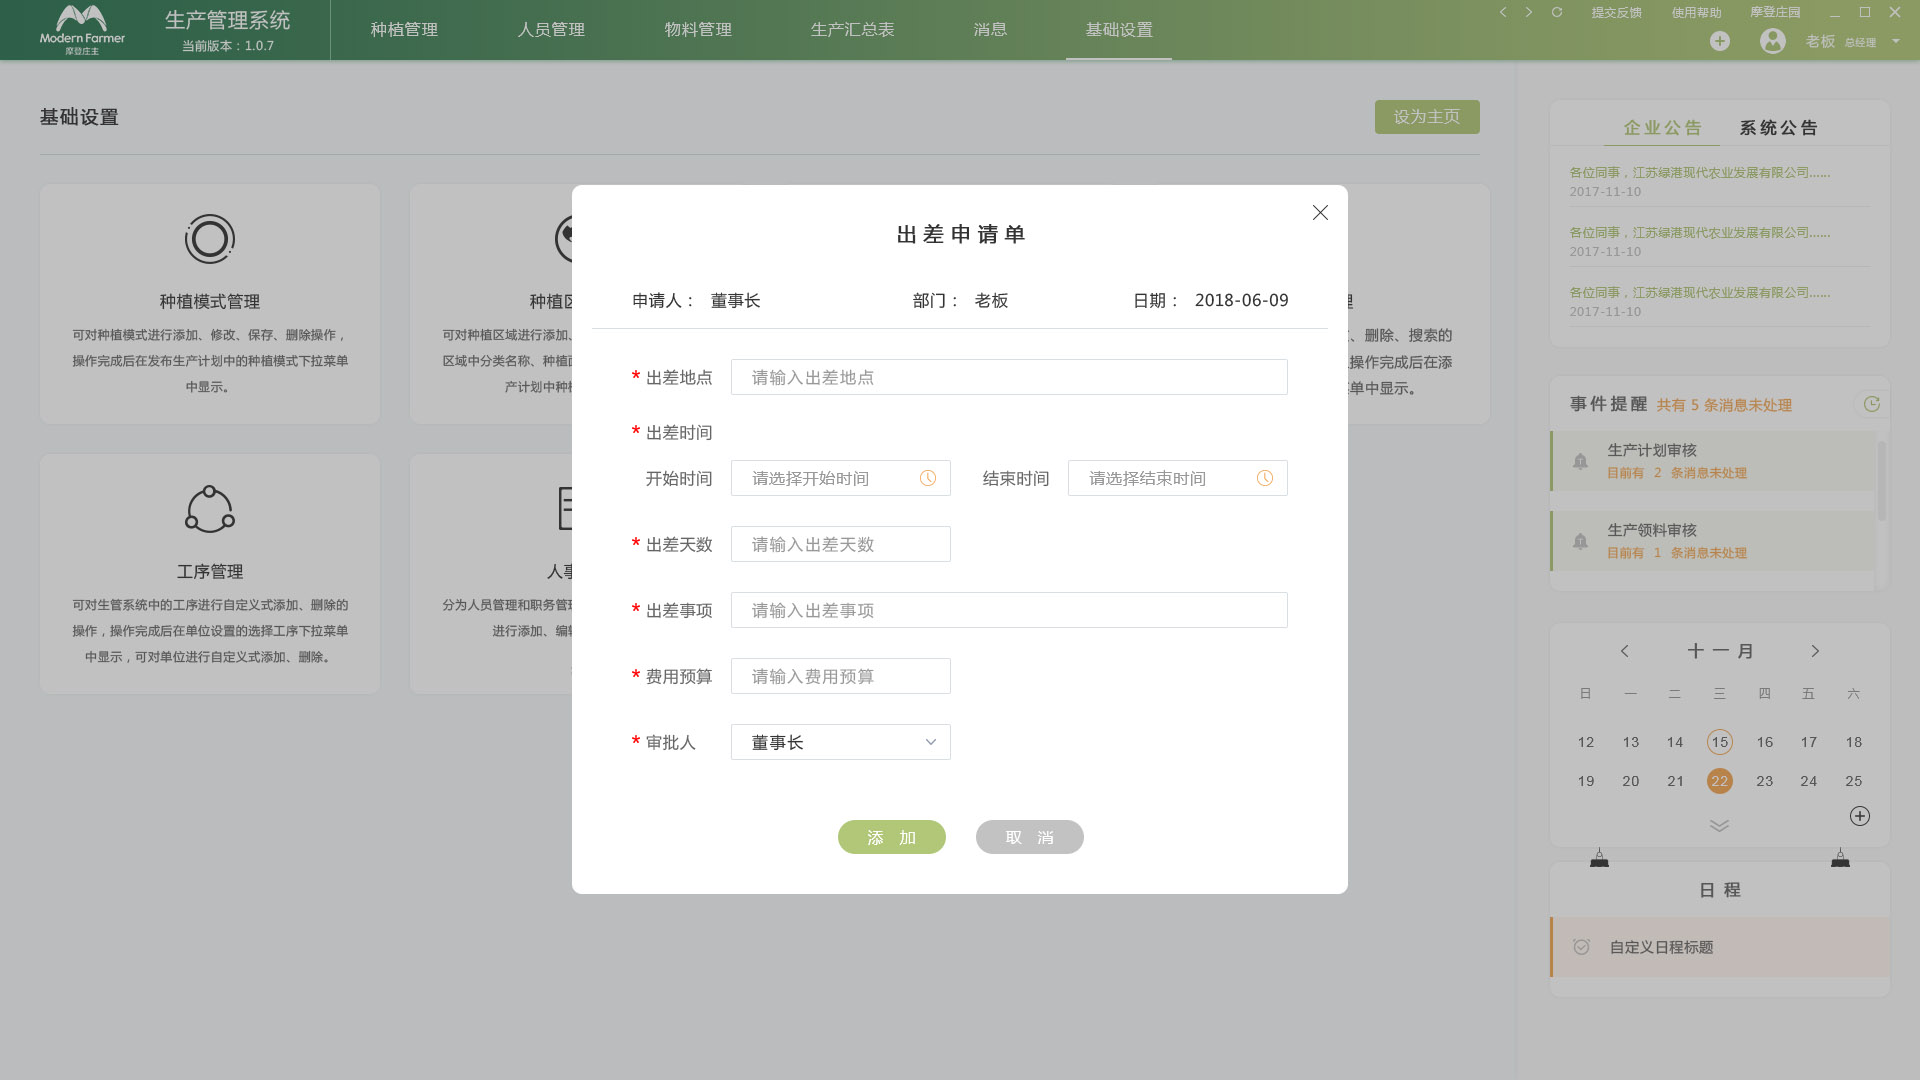 Modern Farmer
摩登庄主
生产管理系统
当前版本：1.0.7
种植管理
人员管理
物料管理
生产汇总表
消息
基础设置
提交反馈
使用帮助
摩登庄园
老板 总经理
基础设置
设为主页
种植模式管理
可对种植模式进行添加、修改、保存、删除操作，
操作完成后在发布生产计划中的种植模式下拉菜单
中显示。
种植区
可对种植区域进行添加、
区域中分类名称、种植面
产计划中种植
、删除、搜索的
操作完成后在添
单中显示。
工序管理
可对生管系统中的工序进行自定义式添加、删除的
操作，操作完成后在单位设置的选择工序下拉菜单
中显示，可对单位进行自定义式添加、删除。
人事
分为人员管理和职务管理
进行添加、编辑
出差申请单
申请人： 董事长
部门： 老板
日期： 2018-06-09
* 出差地点 请输入出差地点
* 出差时间
开始时间 请选择开始时间
结束时间 请选择结束时间
* 出差天数 请输入出差天数
* 出差事项 请输入出差事项
* 费用预算 请输入费用预算
* 审批人 董事长
添 加
取 消
企业公告
系统公告
各位同事，江苏绿港现代农业发展有限公司......
2017-11-10
各位同事，江苏绿港现代农业发展有限公司......
2017-11-10
各位同事，江苏绿港现代农业发展有限公司......
2017-11-10
事件提醒 共有 5 条消息未处理
生产计划审核
目前有 2 条消息未处理
生产领料审核
目前有 1 条消息未处理
十一月
日 一 二 三 四 五 六
12 13 14 15 16 17 18
19 20 21 22 23 24 25
日 程
自定义日程标题